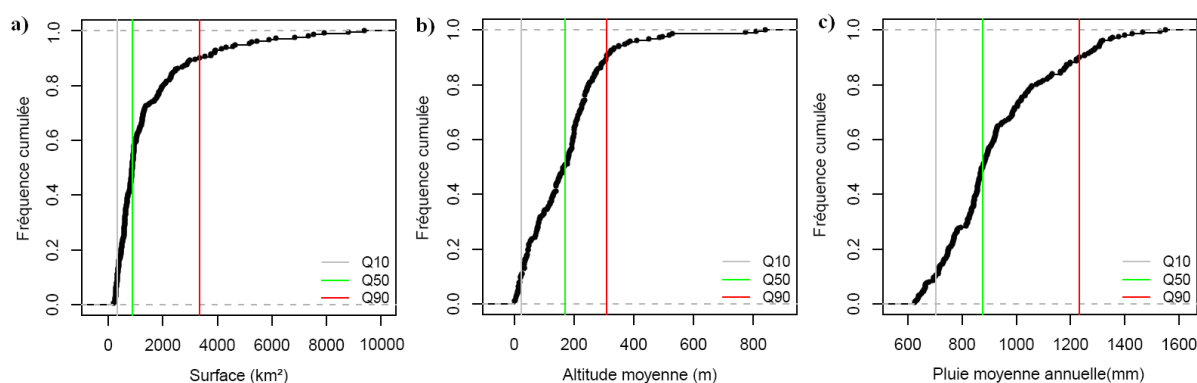 a)
Fréquence cumulée
0.0 0.2 0.4 0.6 0.8 1.0
Q10
Q50
Q90
0 2000 4000 6000 8000 10000
Surface (km²)
b)
Fréquence cumulée
0.0 0.2 0.4 0.6 0.8 1.0
Q10
Q50
Q90
0 200 400 600 800
Altitude moyenne (m)
c)
Fréquence cumulée
0.0 0.2 0.4 0.6 0.8 1.0
Q10
Q50
Q90
600 800 1000 1200 1400 1600
Pluie moyenne annuelle(mm)